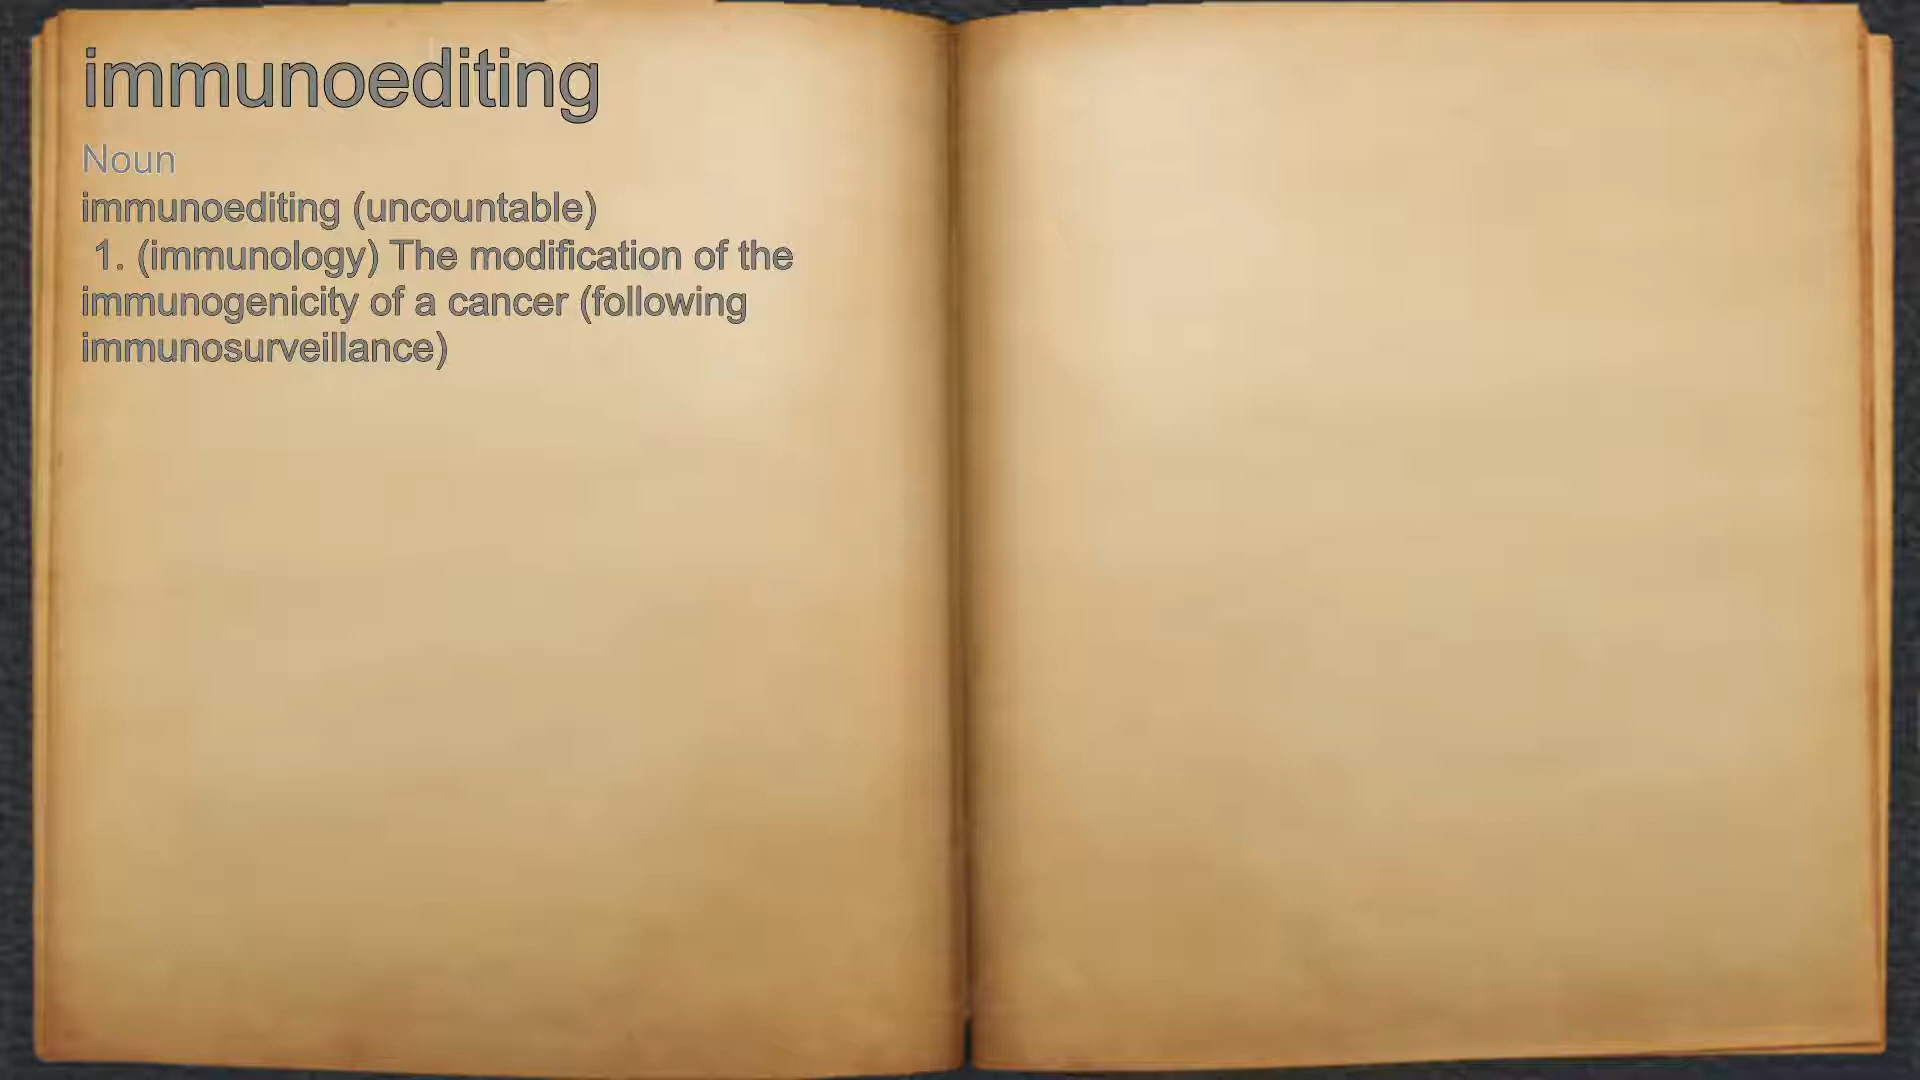 immunoediting
Noun
immunoediting (uncountable)
1. (immunology) The modification of the
immunogenicity of a cancer (following
immunosurveillance)